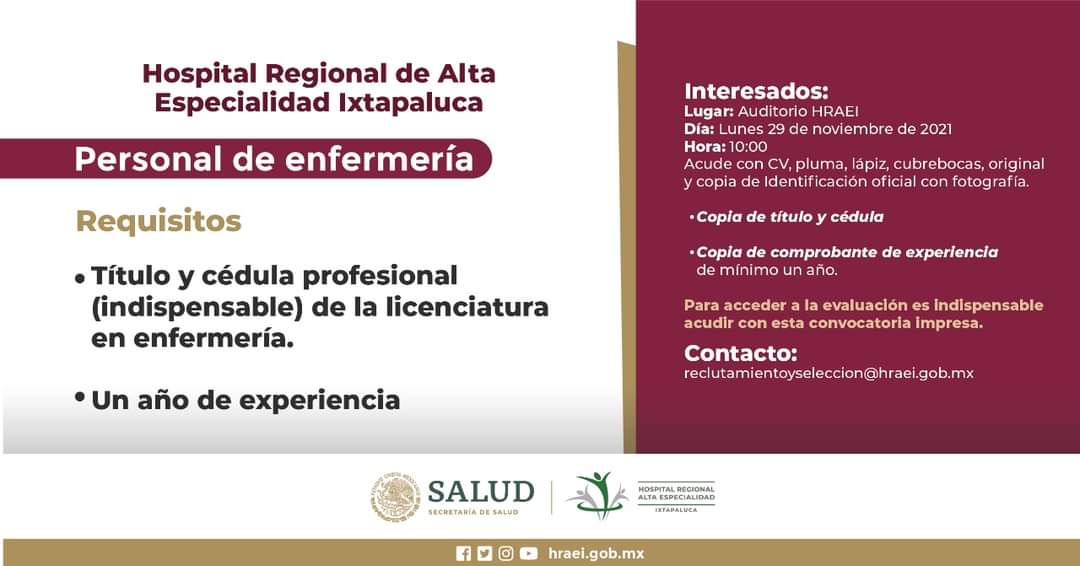 Hospital Regional de Alta
Especialidad Ixtapaluca
Personal de enfermería
Requisitos
• Título y cédula profesional
(indispensable) de la licenciatura
en enfermería.
• Un año de experiencia
Interesados:
Lugar: Auditorio HRAEI
Día: Lunes 29 de noviembre de 2021
Hora: 10:00
Acude con CV, pluma, lápiz, cubrebocas, original
y copia de Identificación oficial con fotografía.
• Copia de título y cédula
• Copia de comprobante de experiencia
de mínimo un año.
Para acceder a la evaluación es indispensable
acudir con esta convocatoria impresa.
Contacto:
reclutamientoyseleccion@hraei.gob.mx
SALUD
SECRETARÍA DE SALUD
HOSPITAL REGIONAL
ALTA ESPECIALIDAD
IXTAPALUCA
hraei.gob.mx